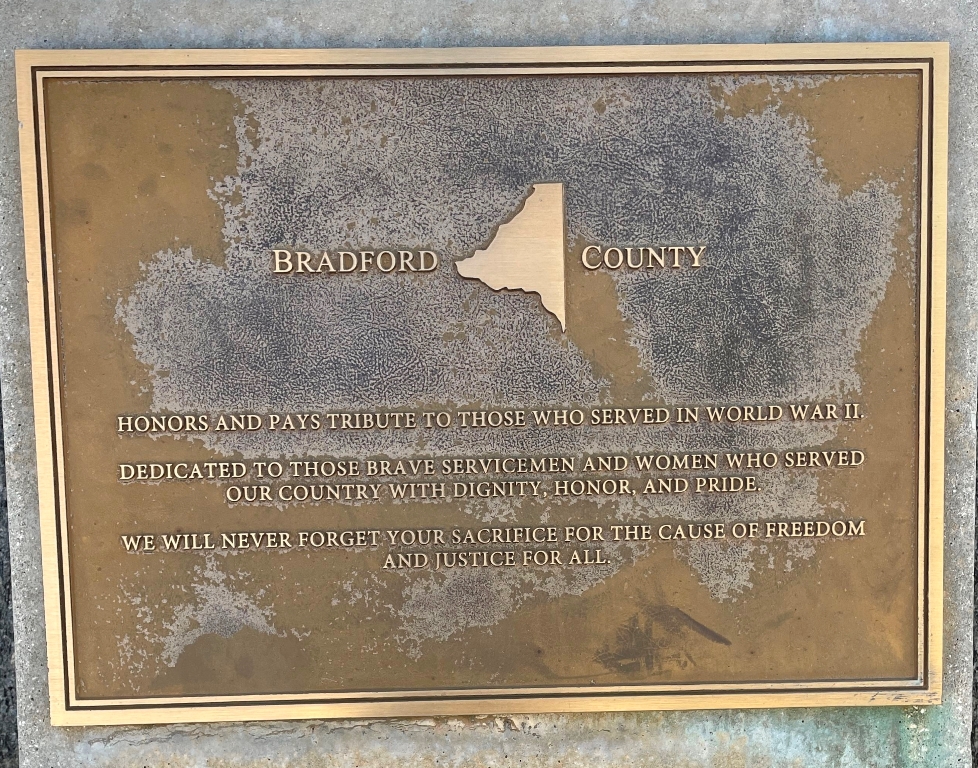 BRADFORD COUNTY
HONORS AND PAYS TRIBUTE TO THOSE WHO SERVED IN WORLD WAR II.
DEDICATED TO THOSE BRAVE SERVICEMEN AND WOMEN WHO SERVED
OUR COUNTRY WITH DIGNITY, HONOR, AND PRIDE.
WE WILL NEVER FORGET YOUR SACRIFICE FOR THE CAUSE OF FREEDOM
AND JUSTICE FOR ALL.